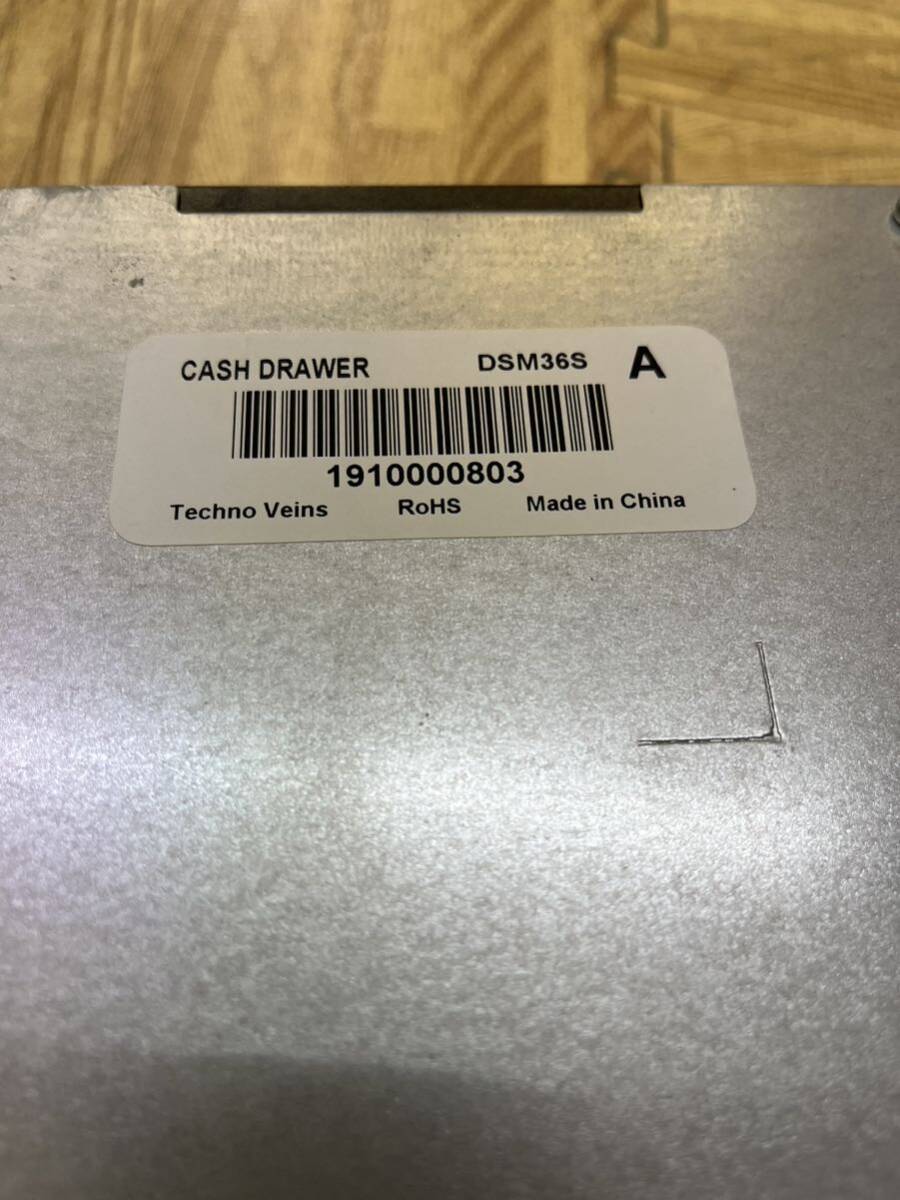 CASH DRAWER DSM36S A
1910000803
Techno Veins RoHS Made in China